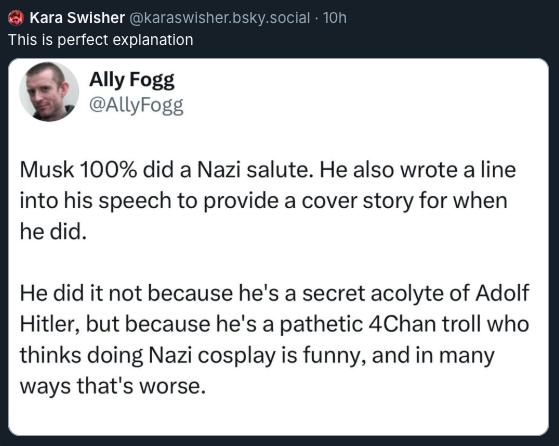 Kara Swisher @karaswisher.bsky.social · 10h
This is perfect explanation
Ally Fogg
@AllyFogg
Musk 100% did a Nazi salute. He also wrote a line
into his speech to provide a cover story for when
he did.
He did it not because he's a secret acolyte of Adolf
Hitler, but because he's a pathetic 4Chan troll who
thinks doing Nazi cosplay is funny, and in many
ways that's worse.